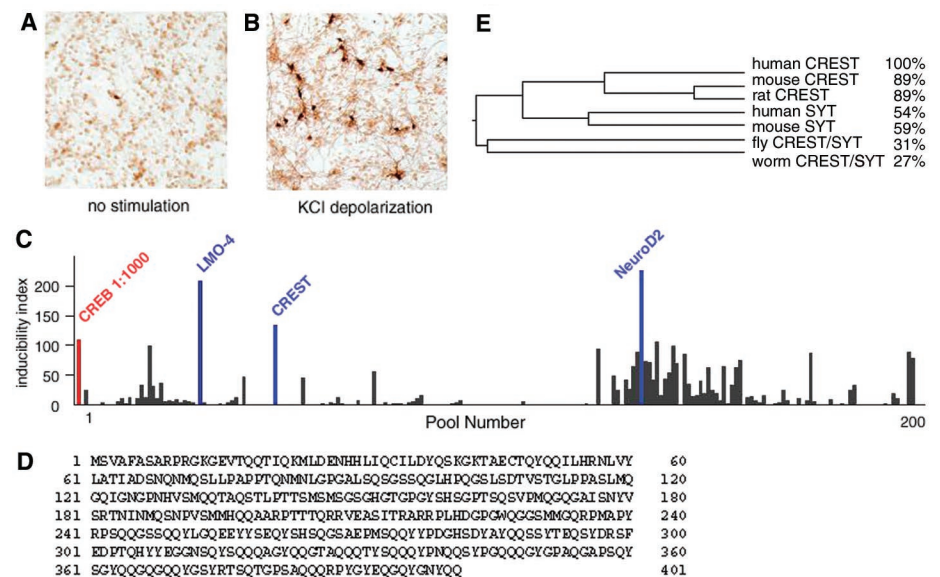 A
B
E
no stimulation
KCl depolarization
human CREST 100%
mouse CREST 89%
rat CREST 89%
human SYT 54%
mouse SYT 59%
fly CREST/SYT 31%
worm CREST/SYT 27%
C
inducibility index
200
150
100
50
0
CREB 1:1000
LMO-4
CREST
NeuroD2
1
Pool Number
200
D
1 MSVAFASARPRGKGEVTQQTIQKMLDENHHLIQCILDYQSKGKTAECTQYQQILHRNLVY 60
61 LATIADSNQNMQSLLPAPPTQNMNLGPGALSQSGSSQGLHPQGSLSDTVSTGLPPASLMQ 120
121 GQIGNGPNHVSMQQTAQSTLPTTSMSMSGSGHGTGPGYSHSGPTSQSVPMQGQGAISNYV 180
181 SRTNINMQSNPVSMMHQQAARPTTTQRRVEASITRARRPLHDGPGWQGGSMMGQRPMAPY 240
241 RPSQQGSSQQYLGQEEYYSEQYSHSQGSAEPMSQQYYPDGHSDYAYQQSSYTEQSYDRSF 300
301 EDPTQHYYEGGNSQYSQQQAGYQQGTAQQQTYSQQQYPNQQSYPGQQQGYGPAQGAPSQY 360
361 SGYQQGQGQQYGSYRTSQTGPSAQQQRPYGYEQGQYGNYQQ 401